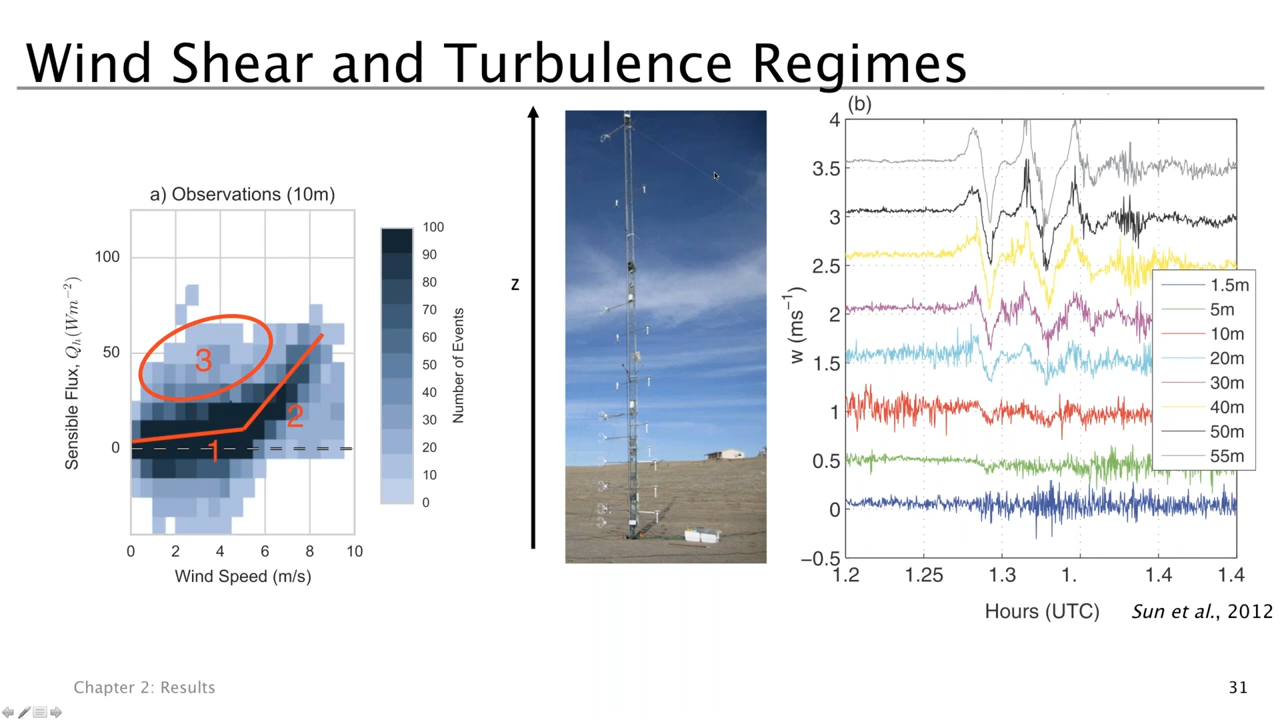 Wind Shear and Turbulence Regimes
a) Observations (10m)
Sensible Flux, Q_h (Wm^{-2})
100
50
0
3
2
1
0 2 4 6 8 10
Wind Speed (m/s)
100
90
80
70
60
50
40
30
20
10
0
Number of Events
z
(b)
w (ms⁻¹)
4
3.5
3
2.5
2
1.5
1
0.5
0
−0.5
1.5m
5m
10m
20m
30m
40m
50m
55m
1.2 1.25 1.3 1. 1.4 1.4
Hours (UTC)
Sun et al., 2012
Chapter 2: Results
31